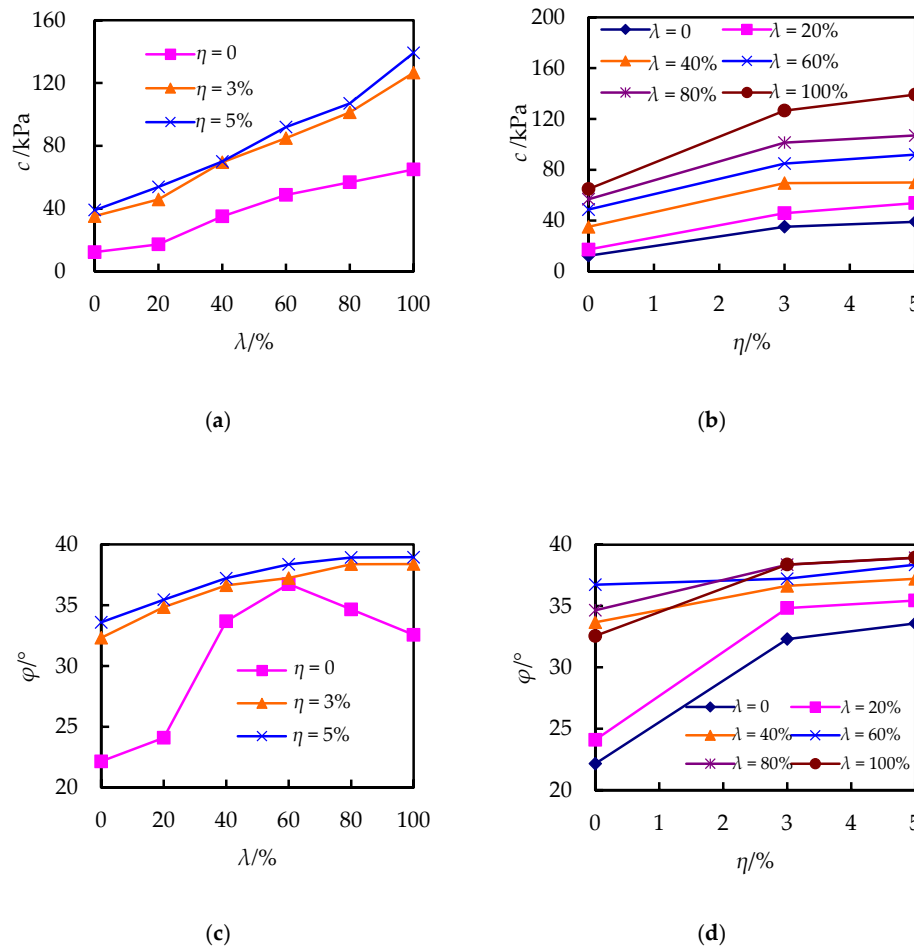 160
120
80
40
0
c /kPa
η = 0
η = 3%
η = 5%
0 20 40 60 80 100
λ/%
(a)
200
160
120
80
40
0
c /kPa
λ = 0 λ = 20%
λ = 40% λ = 60%
λ = 80% λ = 100%
0 1 2 3 4 5
η/%
(b)
40
35
30
25
20
φ/°
η = 0
η = 3%
η = 5%
0 20 40 60 80 100
λ/%
(c)
40
35
30
25
20
φ/°
λ = 0 λ = 20%
λ = 40% λ = 60%
λ = 80% λ = 100%
0 1 2 3 4 5
η/%
(d)